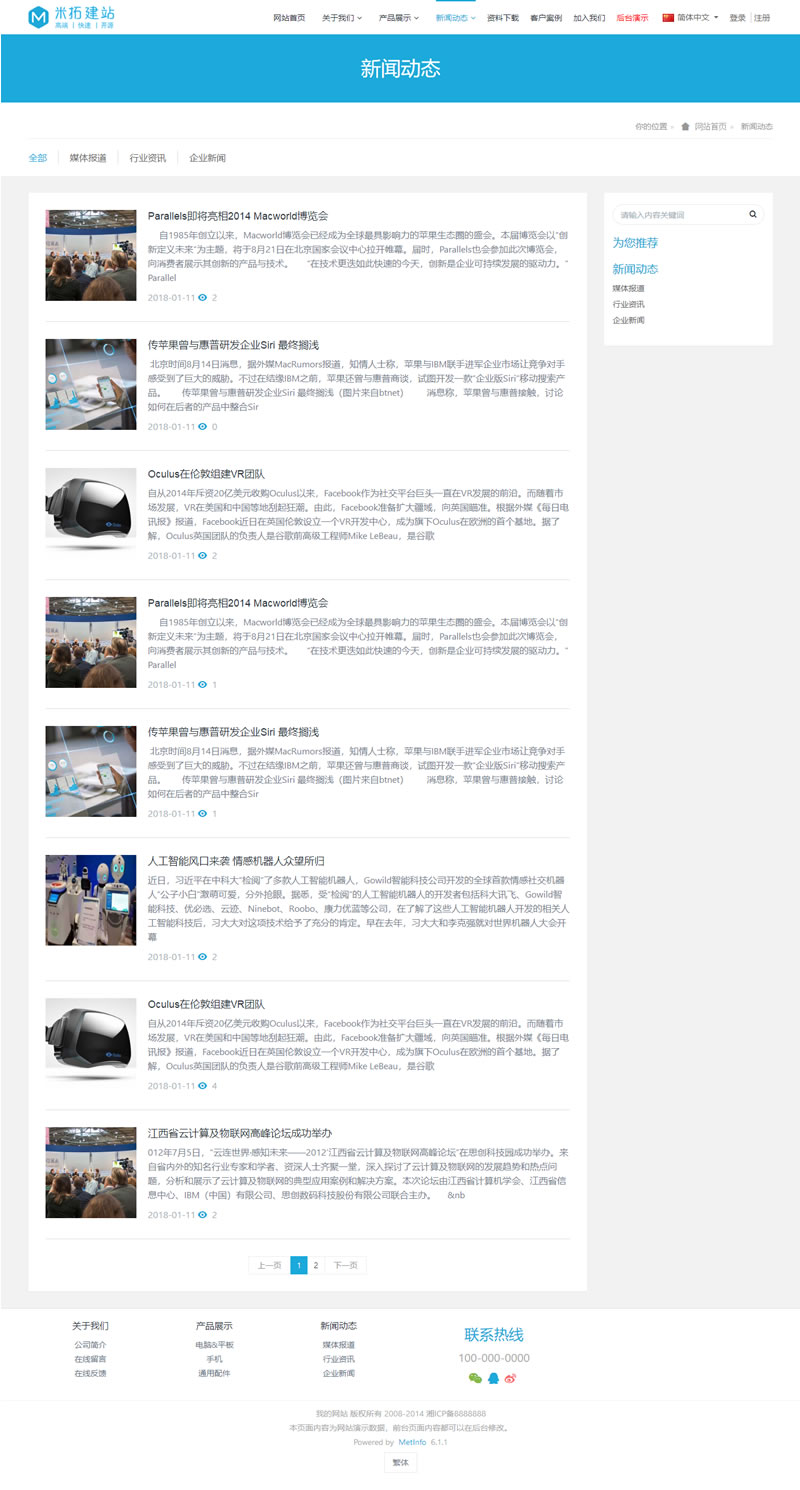 米拓建站
高端 | 快速 | 开源
网站首页 关于我们 产品展示 新闻动态 资料下载 客户案例 加入我们 后台演示 简体中文 登录 注册
新闻动态
你的位置 网站首页 新闻动态
全部 媒体报道 行业资讯 企业新闻
Parallels即将亮相2014 Macworld博览会
自1985年创立以来，Macworld博览会已经成为全球最具影响力的苹果生态圈的盛会。本届博览会以"创
新定义未来"为主题，将于8月21日在北京国家会议中心拉开帷幕。届时，Parallels也会参加此次博览会，
向消费者展示其创新的产品与技术。 "在技术更迭如此快速的今天，创新是企业可持续发展的驱动力。"
Parallel
2018-01-11 2
传苹果曾与惠普研发企业Siri 最终搁浅
北京时间8月14日消息，据外媒MacRumors报道，知情人士称，苹果与IBM联手进军企业市场让竞争对手
感受到了巨大的威胁。不过在结缘IBM之前，苹果还曾与惠普商谈，试图开发一款"企业版Siri"移动搜索产
品。 传苹果曾与惠普研发企业Siri 最终搁浅（图片来自btnet） 消息称，苹果曾与惠普接触，讨论
如何在后者的产品中整合Sir
2018-01-11 0
Oculus在伦敦组建VR团队
自从2014年斥资20亿美元收购Oculus以来，Facebook作为社交平台巨头一直在VR发展的前沿。而随着市
场发展，VR在美国和中国等地刮起狂潮。由此，Facebook准备扩大疆域，向英国瞄准。根据外媒《每日电
讯报》报道，Facebook近日在英国伦敦设立一个VR开发中心，成为旗下Oculus在欧洲的首个基地。据了
解，Oculus英国团队的负责人是谷歌前高级工程师Mike LeBeau，是谷歌
2018-01-11 2
Parallels即将亮相2014 Macworld博览会
自1985年创立以来，Macworld博览会已经成为全球最具影响力的苹果生态圈的盛会。本届博览会以"创
新定义未来"为主题，将于8月21日在北京国家会议中心拉开帷幕。届时，Parallels也会参加此次博览会，
向消费者展示其创新的产品与技术。 "在技术更迭如此快速的今天，创新是企业可持续发展的驱动力。"
Parallel
2018-01-11 1
传苹果曾与惠普研发企业Siri 最终搁浅
北京时间8月14日消息，据外媒MacRumors报道，知情人士称，苹果与IBM联手进军企业市场让竞争对手
感受到了巨大的威胁。不过在结缘IBM之前，苹果还曾与惠普商谈，试图开发一款"企业版Siri"移动搜索产
品。 传苹果曾与惠普研发企业Siri 最终搁浅（图片来自btnet） 消息称，苹果曾与惠普接触，讨论
如何在后者的产品中整合Sir
2018-01-11 1
人工智能风口来袭 情感机器人众望所归
近日，习近平在中科大"检阅"了多款人工智能机器人，Gowild智能科技公司开发的全球首款情感社交机器
人"公子小白"激萌可爱，分外抢眼。据悉，受"检阅"的人工智能机器人的开发者包括科大讯飞、Gowild智
能科技、优必选、云迹、Ninebot、Roobo、康力优蓝等公司，在了解了这些人工智能机器人开发的相关人
工智能科技后，习大大对这项技术给予了充分的肯定。早在去年，习大大和李克强就对世界机器人大会开
幕
2018-01-11 2
Oculus在伦敦组建VR团队
自从2014年斥资20亿美元收购Oculus以来，Facebook作为社交平台巨头一直在VR发展的前沿。而随着市
场发展，VR在美国和中国等地刮起狂潮。由此，Facebook准备扩大疆域，向英国瞄准。根据外媒《每日电
讯报》报道，Facebook近日在英国伦敦设立一个VR开发中心，成为旗下Oculus在欧洲的首个基地。据了
解，Oculus英国团队的负责人是谷歌前高级工程师Mike LeBeau，是谷歌
2018-01-11 4
江西省云计算及物联网高峰论坛成功举办
012年7月5日，"云连世界·感知未来——2012'江西省云计算及物联网高峰论坛"在思创科技园成功举办。来
自省内外的知名行业专家和学者、资深人士齐聚一堂，深入探讨了云计算及物联网的发展趋势和热点问
题，分析和展示了云计算及物联网的典型应用案例和解决方案。本次论坛由江西省计算机学会、江西省信
息中心、IBM（中国）有限公司、思创数码科技股份有限公司联合主办。 &nb
2018-01-11 2
上一页 1 2 下一页
请输入内容关键词
为您推荐
新闻动态
媒体报道
行业资讯
企业新闻
关于我们 产品展示 新闻动态
公司简介 电脑&平板 媒体报道
在线留言 手机 行业资讯
在线反馈 通用配件 企业新闻
联系热线
100-000-0000
我的网站 版权所有 2008-2014 湘ICP备8888888
本页面内容为网站演示数据，前台页面内容都可以在后台修改。
Powered by MetInfo 6.1.1
繁体